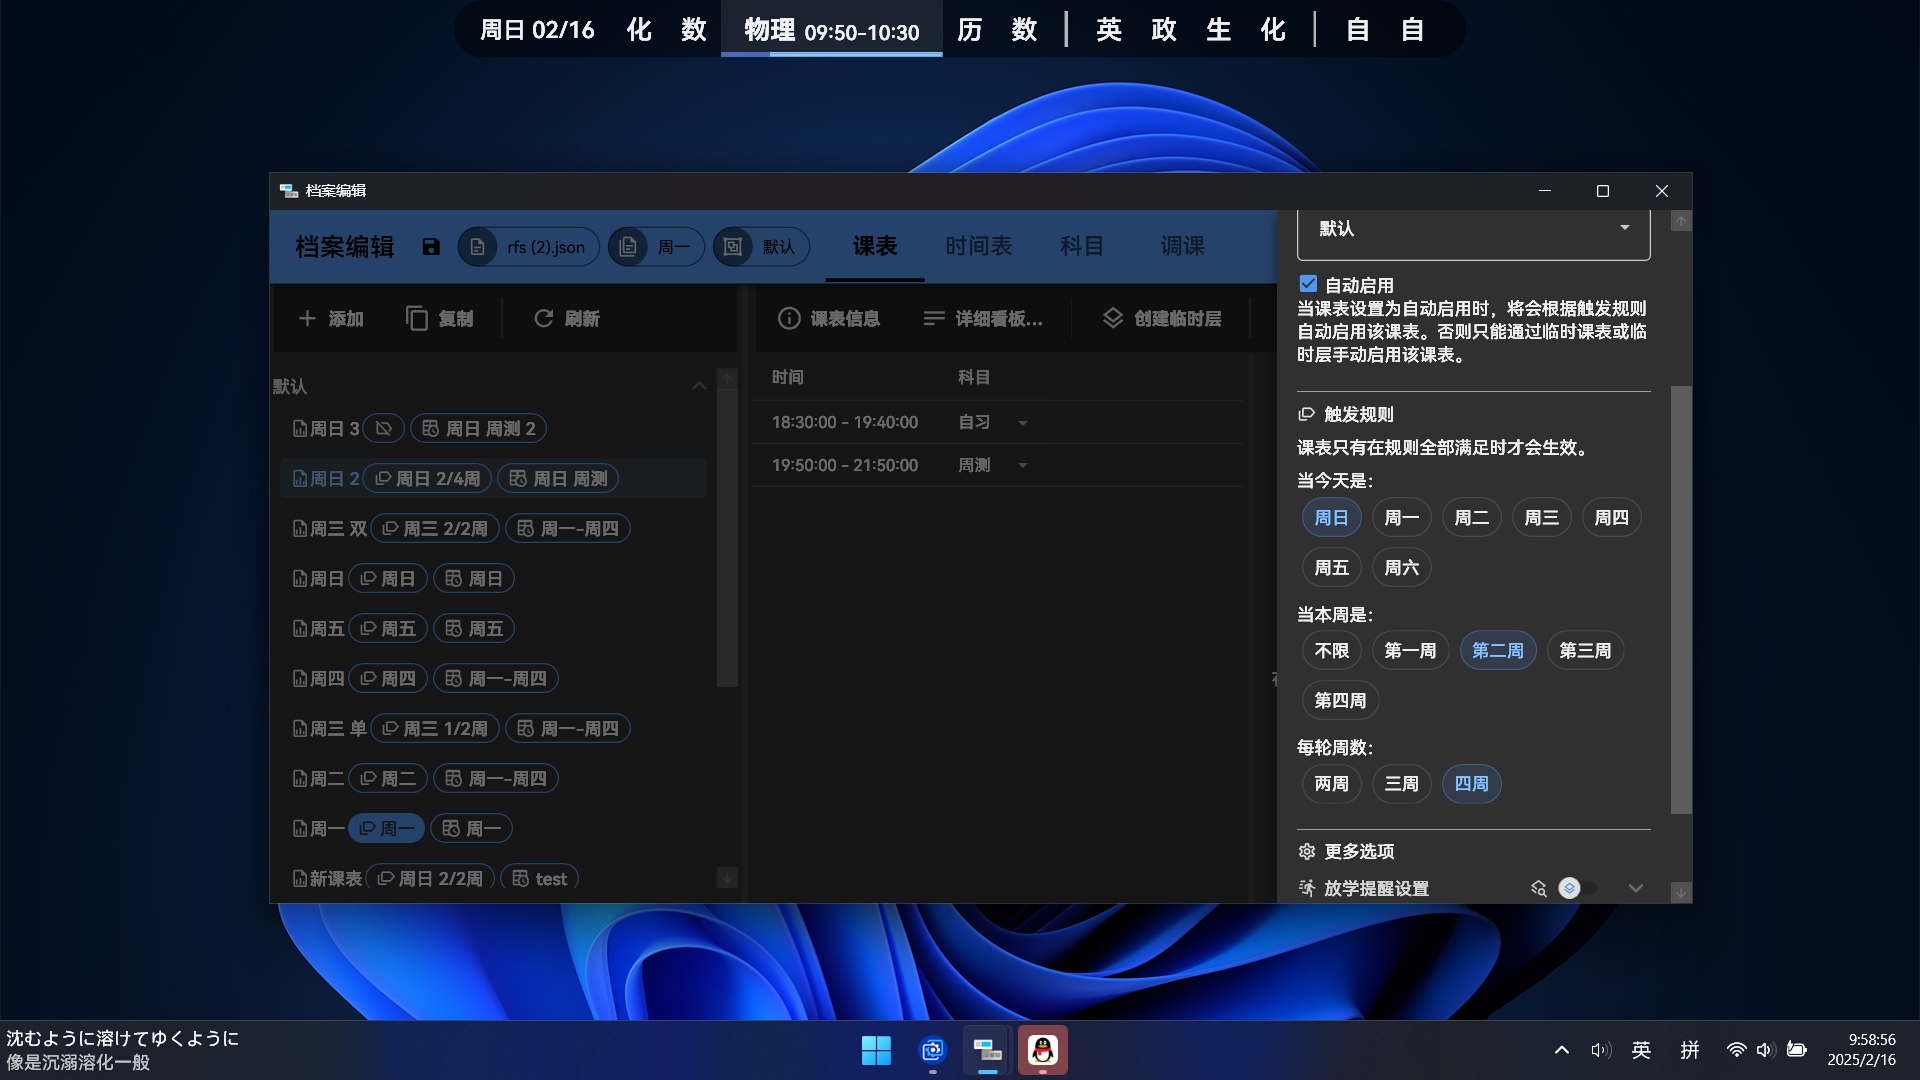 周日 02/16 化 数 物理 09:50-10:30 历 数 | 英 政 生 化 | 自 自
档案编辑
档案编辑 rfs (2).json 周一 默认 课表 时间表 科目 调课
添加 复制 刷新
课表信息 详细看板... 创建临时层
默认
周日 3 周日 周测 2
周日 2 周日 2/4周 周日 周测
周三 双 周三 2/2周 周一-周四
周日 周日 周日
周五 周五 周五
周四 周四 周一-周四
周三 单 周三 1/2周 周一-周四
周二 周二 周一-周四
周一 周一 周一
新课表 周日 2/2周 test
时间 科目
18:30:00 - 19:40:00 自习
19:50:00 - 21:50:00 周测
默认
自动启用
当课表设置为自动启用时，将会根据触发规则
自动启用该课表。否则只能通过临时课表或临
时层手动启用该课表。
触发规则
课表只有在规则全部满足时才会生效。
当今天是：
周日 周一 周二 周三 周四
周五 周六
当本周是：
不限 第一周 第二周 第三周
第四周
每轮周数：
两周 三周 四周
更多选项
放学提醒设置
沈むように溶けてゆくように
像是沉溺溶化一般
英 拼
9:58:56
2025/2/16